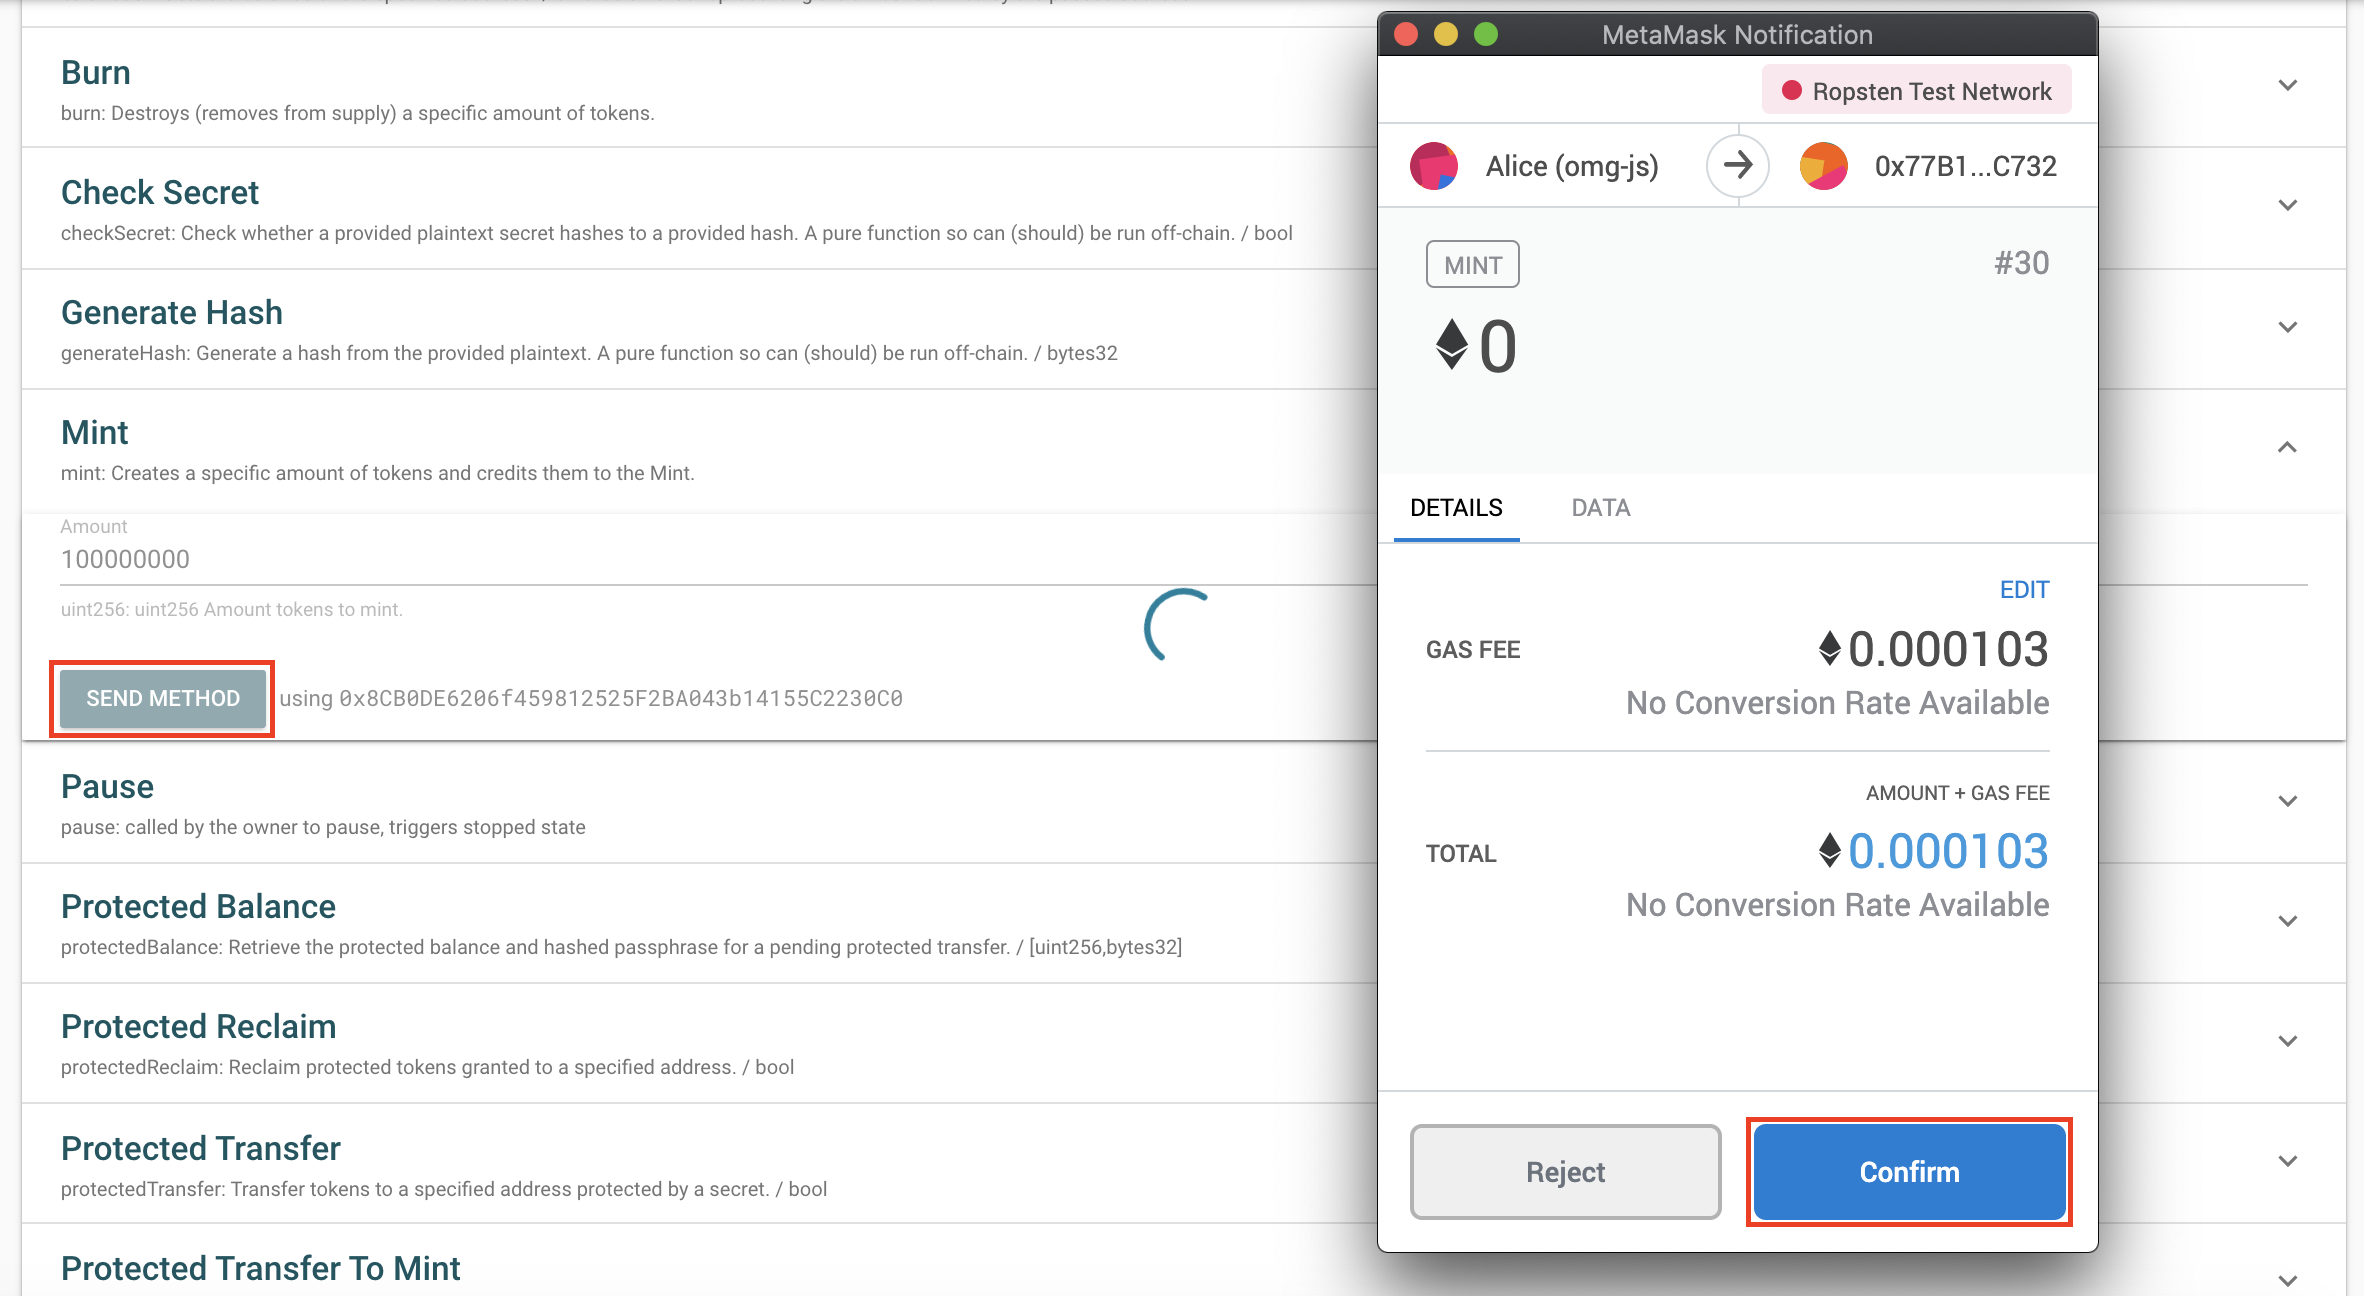 Burn
burn: Destroys (removes from supply) a specific amount of tokens.
Check Secret
checkSecret: Check whether a provided plaintext secret hashes to a provided hash. A pure function so can (should) be run off-chain. / bool
Generate Hash
generateHash: Generate a hash from the provided plaintext. A pure function so can (should) be run off-chain. / bytes32
Mint
mint: Creates a specific amount of tokens and credits them to the Mint.
Amount
100000000
uint256: uint256 Amount tokens to mint.
SEND METHOD using 0x8CB0DE6206f459812525F2BA043b14155C2230C0
Pause
pause: called by the owner to pause, triggers stopped state
Protected Balance
protectedBalance: Retrieve the protected balance and hashed passphrase for a pending protected transfer. / [uint256,bytes32]
Protected Reclaim
protectedReclaim: Reclaim protected tokens granted to a specified address. / bool
Protected Transfer
protectedTransfer: Transfer tokens to a specified address protected by a secret. / bool
Protected Transfer To Mint
MetaMask Notification
Ropsten Test Network
Alice (omg-js) 0x77B1...C732
MINT #30
0
DETAILS DATA
EDIT
GAS FEE 0.000103
No Conversion Rate Available
AMOUNT + GAS FEE
TOTAL 0.000103
No Conversion Rate Available
Reject Confirm